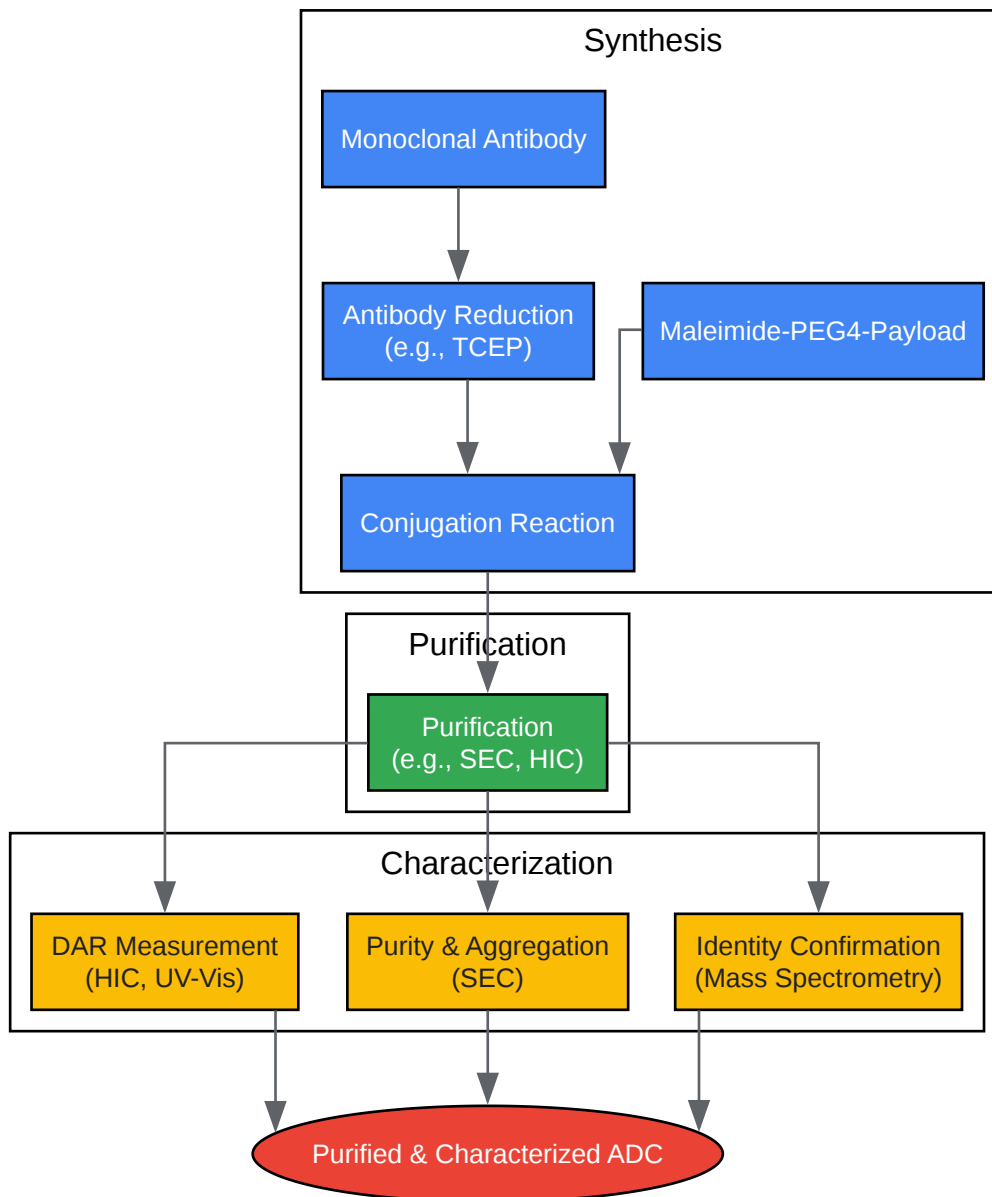 Synthesis
Monoclonal Antibody
Antibody Reduction
(e.g., TCEP)
Maleimide-PEG4-Payload
Conjugation Reaction
Purification
Purification
(e.g., SEC, HIC)
Characterization
DAR Measurement
(HIC, UV-Vis)
Purity & Aggregation
(SEC)
Identity Confirmation
(Mass Spectrometry)
Purified & Characterized ADC